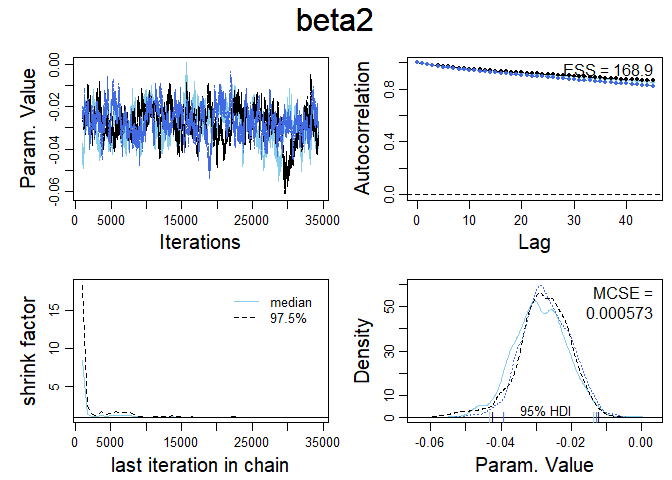 beta2
Param. Value
0.00
-0.02
-0.04
-0.06
0 5000 15000 25000 35000
Iterations
Autocorrelation
0.8
0.4
0.0
ESS = 168.9
0 10 20 30 40
Lag
shrink factor
15
10
5
median
97.5%
0 5000 15000 25000 35000
last iteration in chain
Density
50
30
0 10
MCSE =
0.000573
95% HDI
-0.06 -0.04 -0.02 0.00
Param. Value